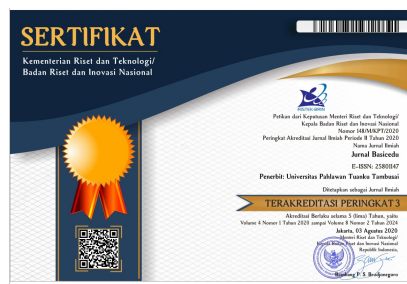 SERTIFIKAT
Kementerian Riset dan Teknologi/
Badan Riset dan Inovasi Nasional
Petikan dari Keputusan Menteri Riset dan Teknologi/
Kepala Badan Riset dan Inovasi Nasional
Nomor 148/M/KPT/2020
Peringkat Akreditasi Jurnal Ilmiah Periode II Tahun 2020
Nama Jurnal Ilmiah
Jurnal Basicedu
E-ISSN: 25801147
Penerbit: Universitas Pahlawan Tuanku Tambusai
Ditetapkan sebagai Jurnal Ilmiah
TERAKREDITASI PERINGKAT 3
Akreditasi Berlaku selama 5 (lima) Tahun, yaitu
Volume 4 Nomor 1 Tahun 2020 sampai Volume 8 Nomor 2 Tahun 2024
Jakarta, 03 Agustus 2020
Menteri Riset dan Teknologi/
Kepala Badan Riset dan Inovasi Nasional
Republik Indonesia,
Bambang P. S. Brodjonegoro